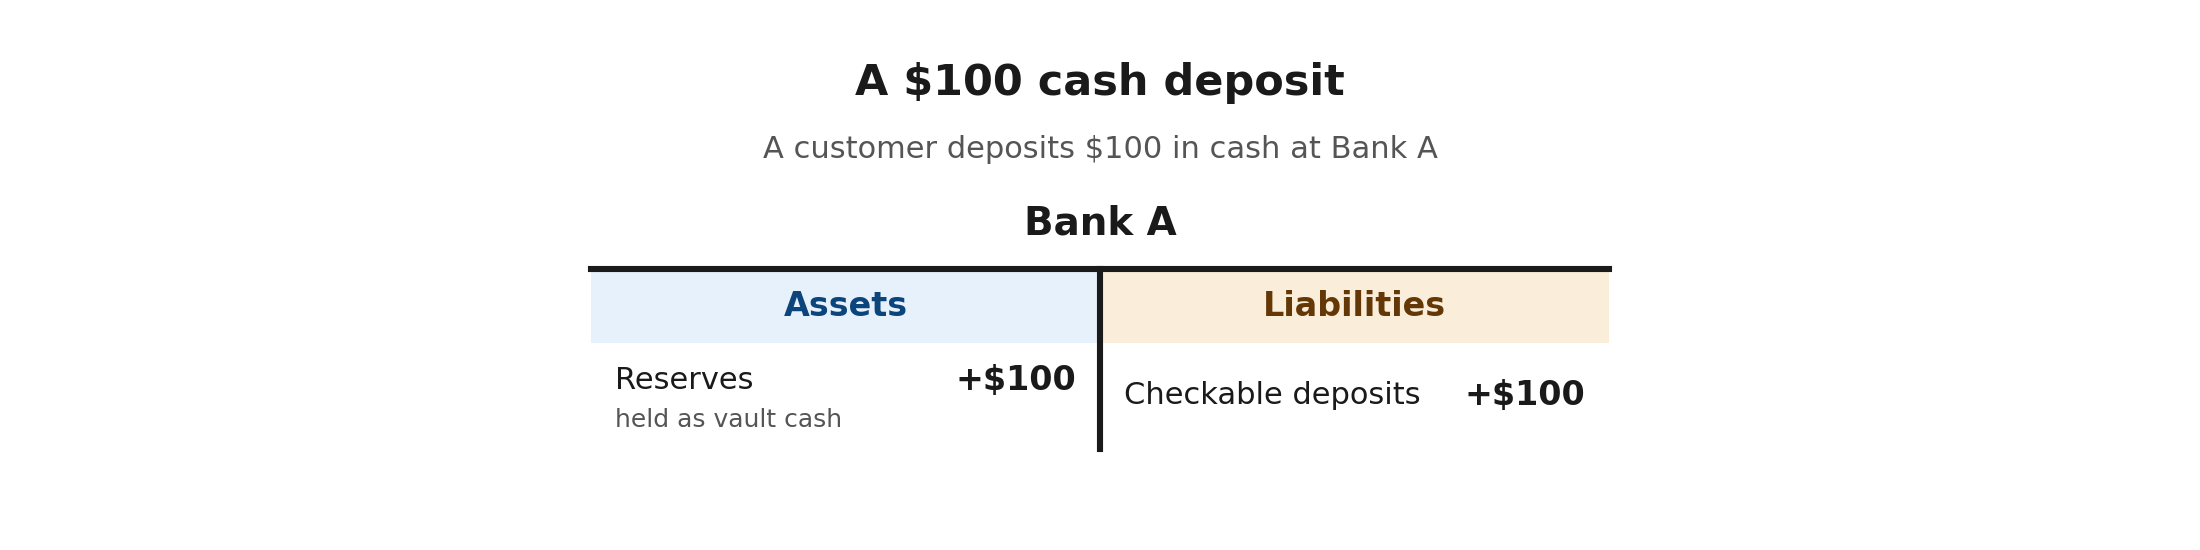 A $100 cash deposit
A customer deposits $100 in cash at Bank A
Bank A
Assets
Liabilities
Reserves +$100
held as vault cash
Checkable deposits +$100